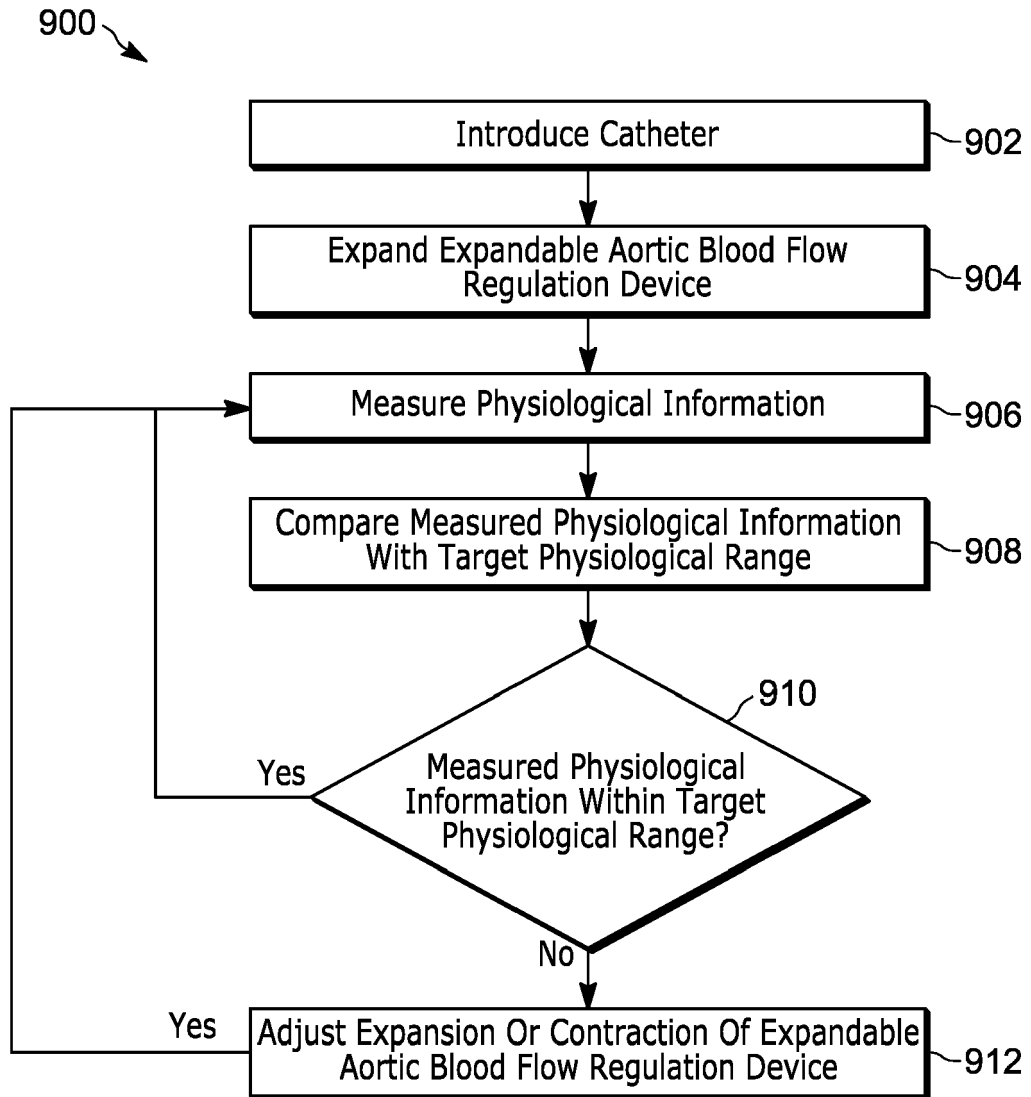 900
Introduce Catheter
902
Expand Expandable Aortic Blood Flow
Regulation Device
904
Measure Physiological Information
906
Compare Measured Physiological Information
With Target Physiological Range
908
910
Yes
Measured Physiological
Information Within Target
Physiological Range?
No
Yes
Adjust Expansion Or Contraction Of Expandable
Aortic Blood Flow Regulation Device
912